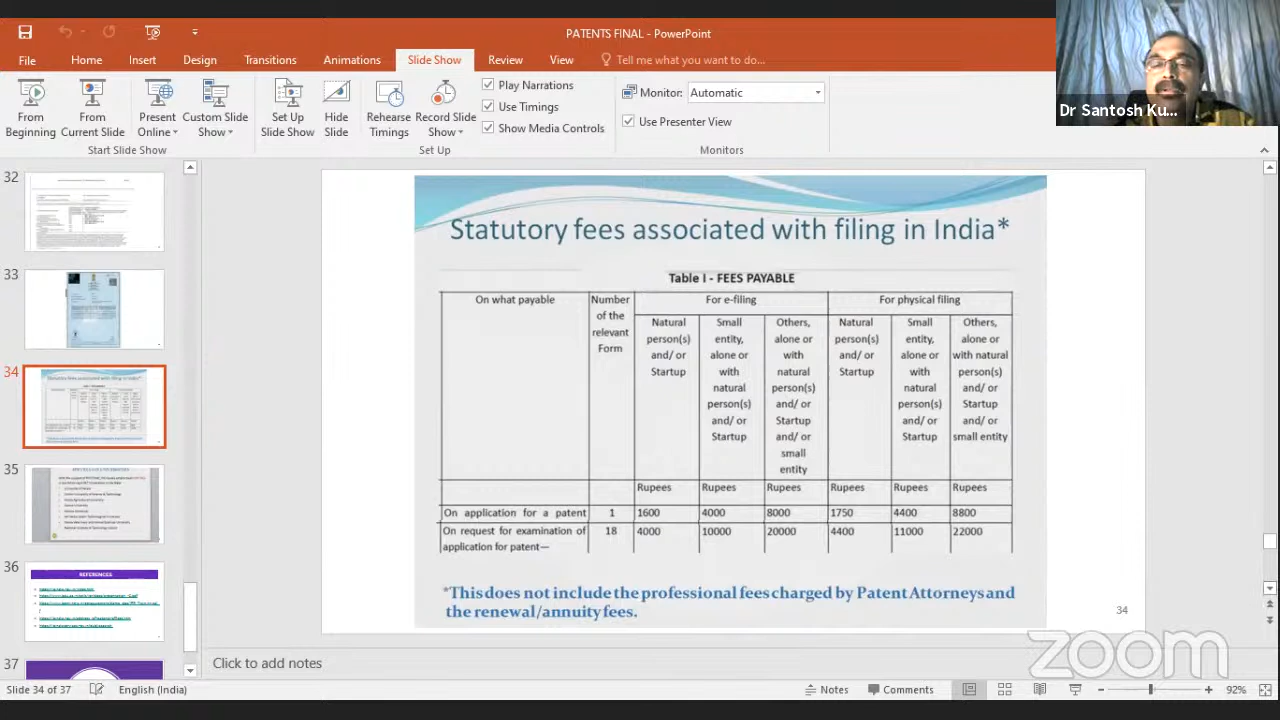 PATENTS FINAL - PowerPoint
File
Home
Insert
Design
Transitions
Animations
Slide Show
Review
View
Tell me what you want to do...
Dr Santosh Ku...
From Beginning
From Current Slide
Present Online
Custom Slide Show
Start Slide Show
Set Up Slide Show
Hide Slide
Rehearse Timings
Record Slide Show
Play Narrations
Use Timings
Show Media Controls
Set Up
Monitor: Automatic
Use Presenter View
Monitors
32
33
34
35
36
REFERENCES
37
Statutory fees associated with filing in India*
Table I - FEES PAYABLE
On what payable
Number of the relevant Form
For e-filing
For physical filing
Natural person(s) and/ or Startup
Small entity, alone or with natural person(s) and/ or Startup
Others, alone or with natural person(s) and/ or Startup and/ or small entity
Natural person(s) and/ or Startup
Small entity, alone or with natural person(s) and/ or Startup
Others, alone or with natural person(s) and/ or Startup and/ or small entity
Rupees Rupees Rupees Rupees Rupees Rupees
On application for a patent 1 1600 4000 8000 1750 4400 8800
On request for examination of 18 4000 10000 20000 4400 11000 22000
application for patent—
*This does not include the professional fees charged by Patent Attorneys and
the renewal/annuity fees.
34
Click to add notes
zoom
Slide 34 of 37
English (India)
Notes
Comments
92%